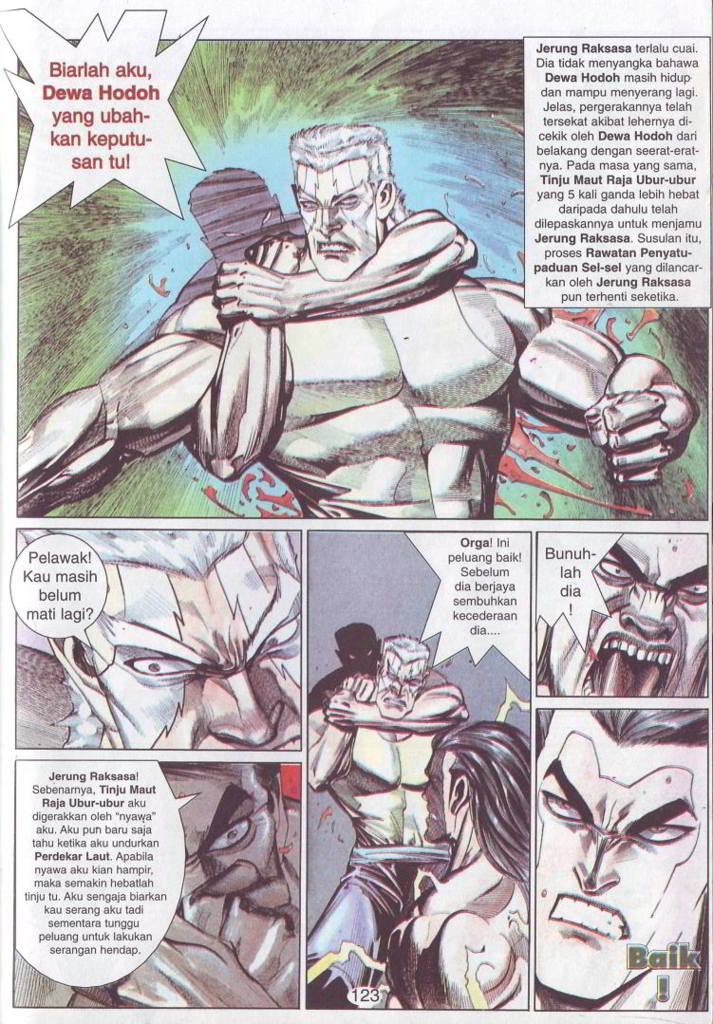 Biarlah aku,
Dewa Hodoh
yang ubah-
kan keputu-
san tu!
Jerung Raksasa terlalu cuai.
Dia tidak menyangka bahawa
Dewa Hodoh masih hidup
dan mampu menyerang lagi.
Jelas, pergerakannya telah
tersekat akibat lehernya di-
cekik oleh Dewa Hodoh dari
belakang dengan seerat-erat-
nya. Pada masa yang sama,
Tinju Maut Raja Ubur-ubur
yang 5 kali ganda lebih hebat
daripada dahulu telah
dilepaskannya untuk menjamu
Jerung Raksasa. Susulan itu,
proses Rawatan Penyatu-
paduan Sel-sel yang dilancar-
kan oleh Jerung Raksasa
pun terhenti seketika.
Pelawak!
Kau masih
belum
mati lagi?
Orga! Ini
peluang baik!
Sebelum
dia berjaya
sembuhkan
kecederaan
dia....
Bunuh-
lah
dia
!
Jerung Raksasa!
Sebenarnya, Tinju Maut
Raja Ubur-ubur aku
digerakkan oleh "nyawa"
aku. Aku pun baru saja
tahu ketika aku undurkan
Perdekar Laut. Apabila
nyawa aku kian hampir,
maka semakin hebatlah
tinju tu. Aku sengaja biarkan
kau serang aku tadi
sementara tunggu
peluang untuk lakukan
serangan hendap.
Baik
!
123